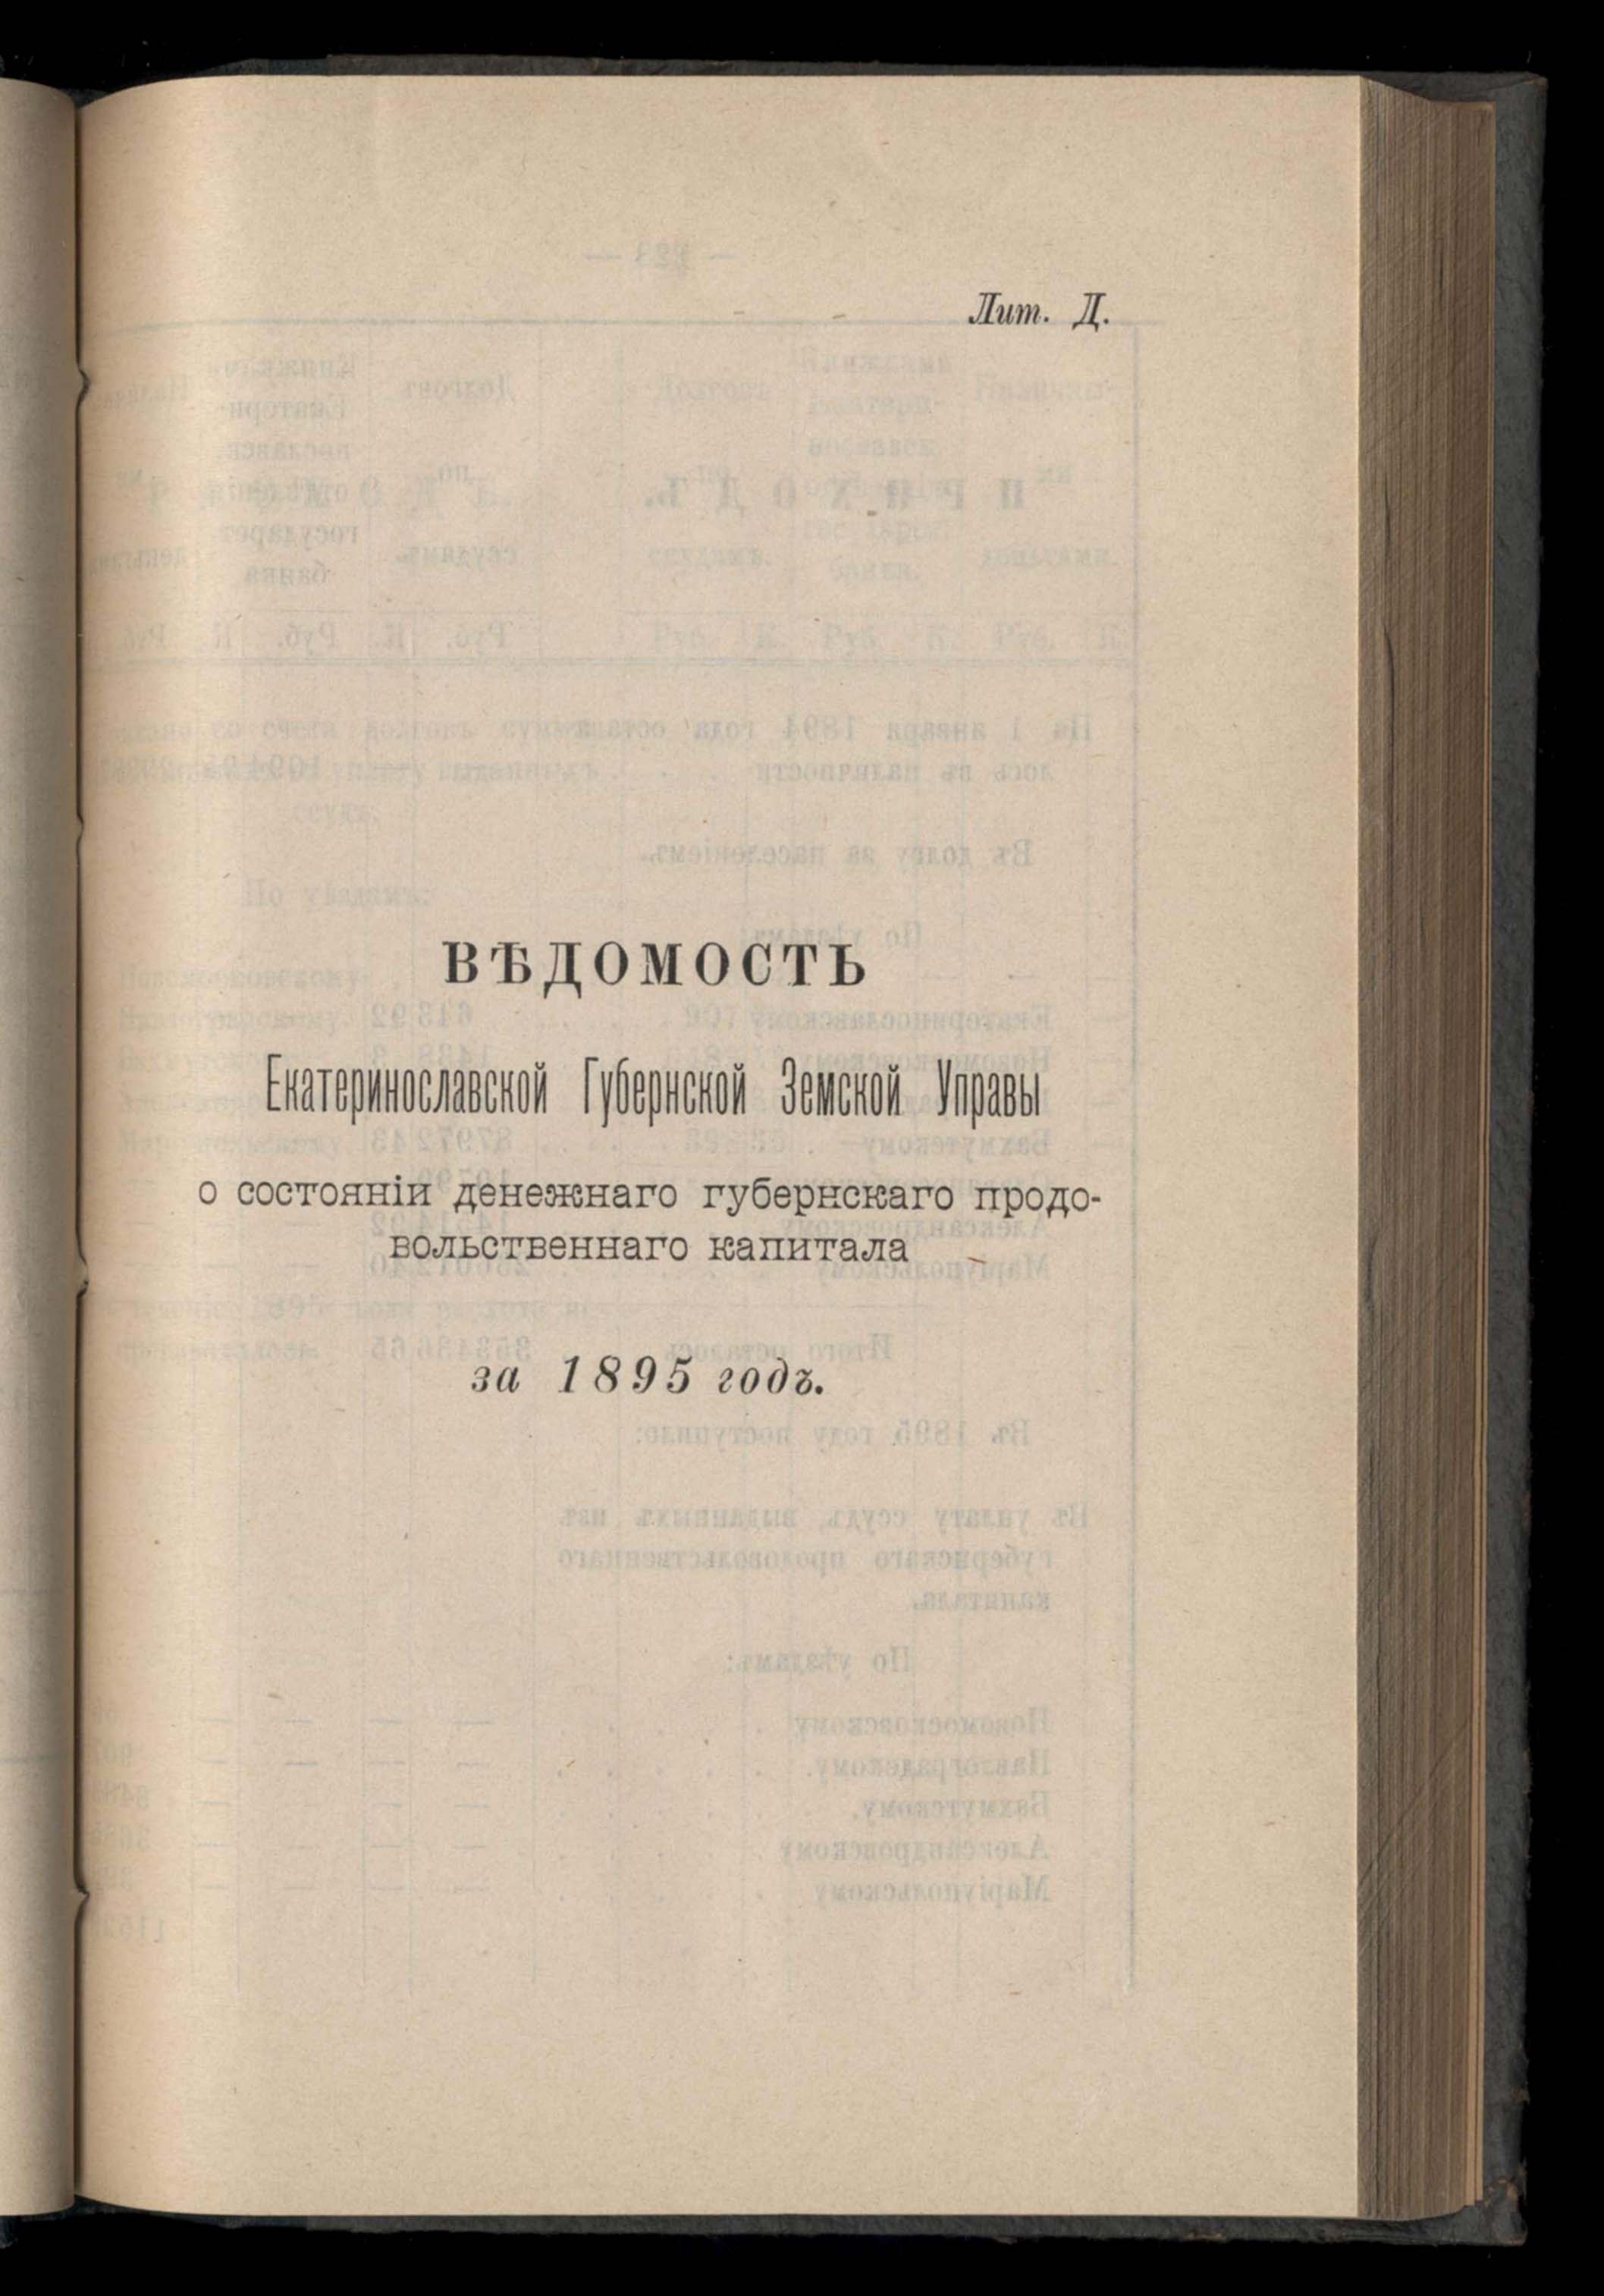 Лит. Д.
ВѢДОМОСТЬ
Екатеринославской Губернской Земской Управы
о состояніи денежнаго губернскаго продо-
вольственнаго капитала
за 1895 годъ.